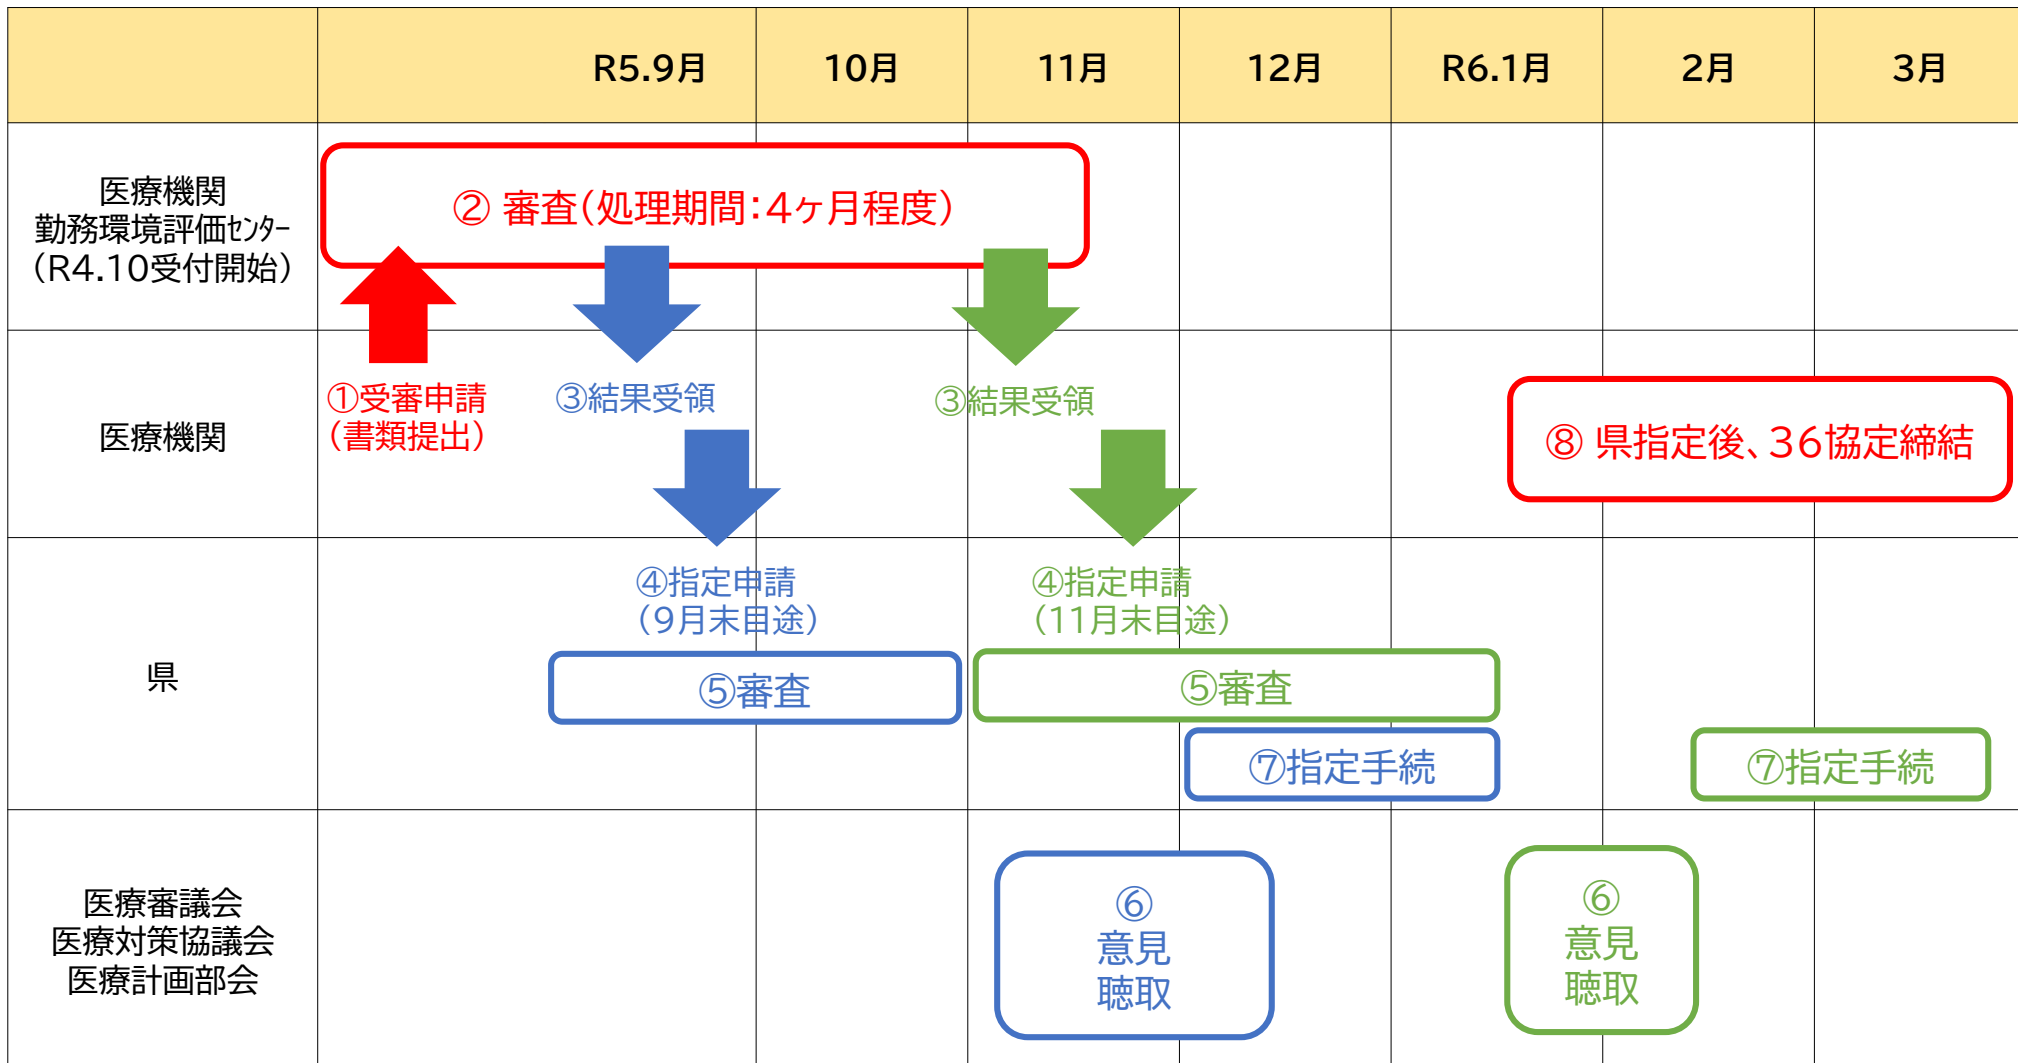 R5.9月 10月 11月 12月 R6.1月 2月 3月
医療機関
勤務環境評価ｾﾝﾀｰ
（R4.10受付開始）
② 審査（処理期間：4ヶ月程度）
医療機関
①受審申請
（書類提出）
③結果受領
③結果受領
⑧ 県指定後、36協定締結
県
④指定申請
（9月末目途）
④指定申請
（11月末目途）
⑤審査
⑤審査
⑦指定手続
⑦指定手続
医療審議会
医療対策協議会
医療計画部会
⑥
意見
聴取
⑥
意見
聴取